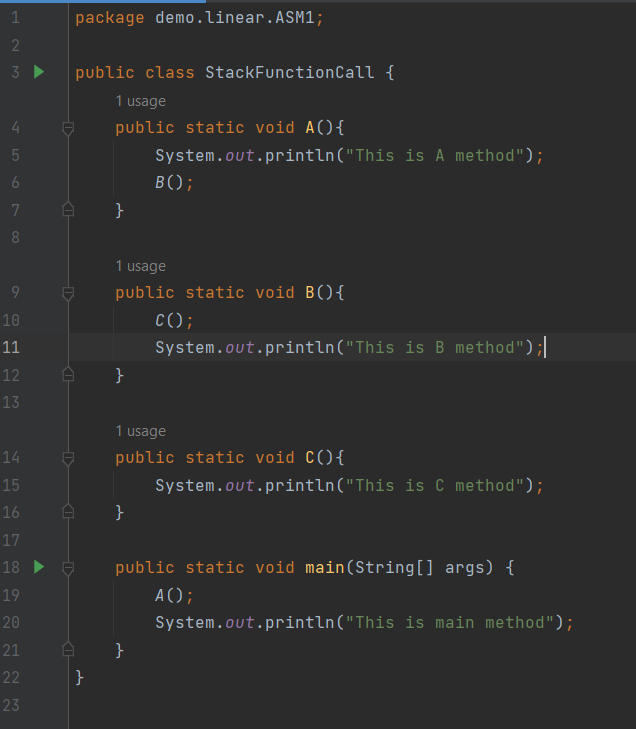 1 package demo.linear.ASM1;
2
3 public class StackFunctionCall {
1 usage
4 public static void A(){
5 System.out.println("This is A method");
6 B();
7 }
8
1 usage
9 public static void B(){
10 C();
11 System.out.println("This is B method");
12 }
13
1 usage
14 public static void C(){
15 System.out.println("This is C method");
16 }
17
18 public static void main(String[] args) {
19 A();
20 System.out.println("This is main method");
21 }
22 }
23